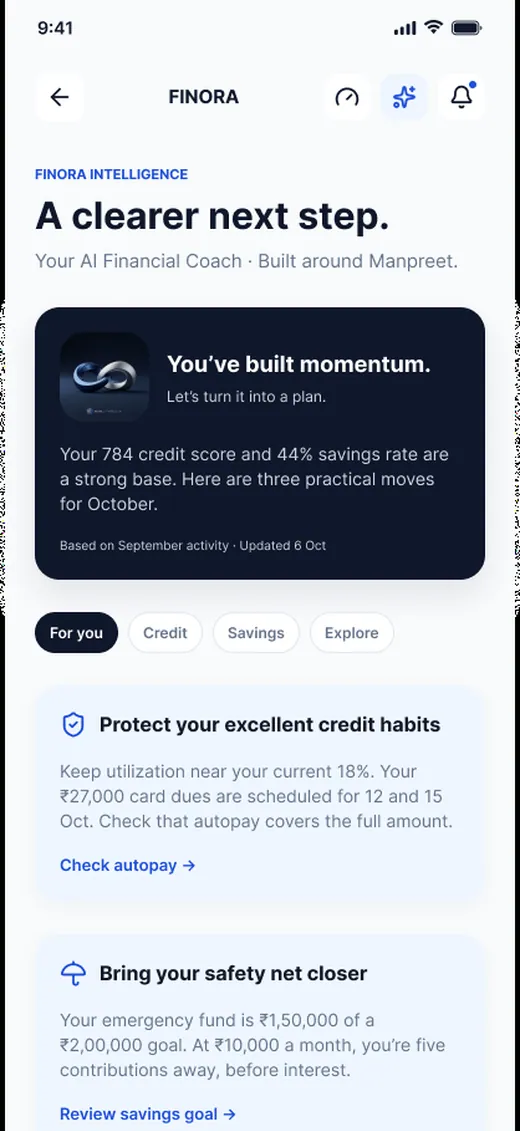 9:41
FINORA
FINORA INTELLIGENCE
A clearer next step.
Your AI Financial Coach · Built around Manpreet.
You’ve built momentum.
Let’s turn it into a plan.
Your 784 credit score and 44% savings rate are
a strong base. Here are three practical moves
for October.
Based on September activity · Updated 6 Oct
For you
Credit
Savings
Explore
Protect your excellent credit habits
Keep utilization near your current 18%. Your
₹27,000 card dues are scheduled for 12 and 15
Oct. Check that autopay covers the full amount.
Check autopay →
Bring your safety net closer
Your emergency fund is ₹1,50,000 of a
₹2,00,000 goal. At ₹10,000 a month, you’re five
contributions away, before interest.
Review savings goal →